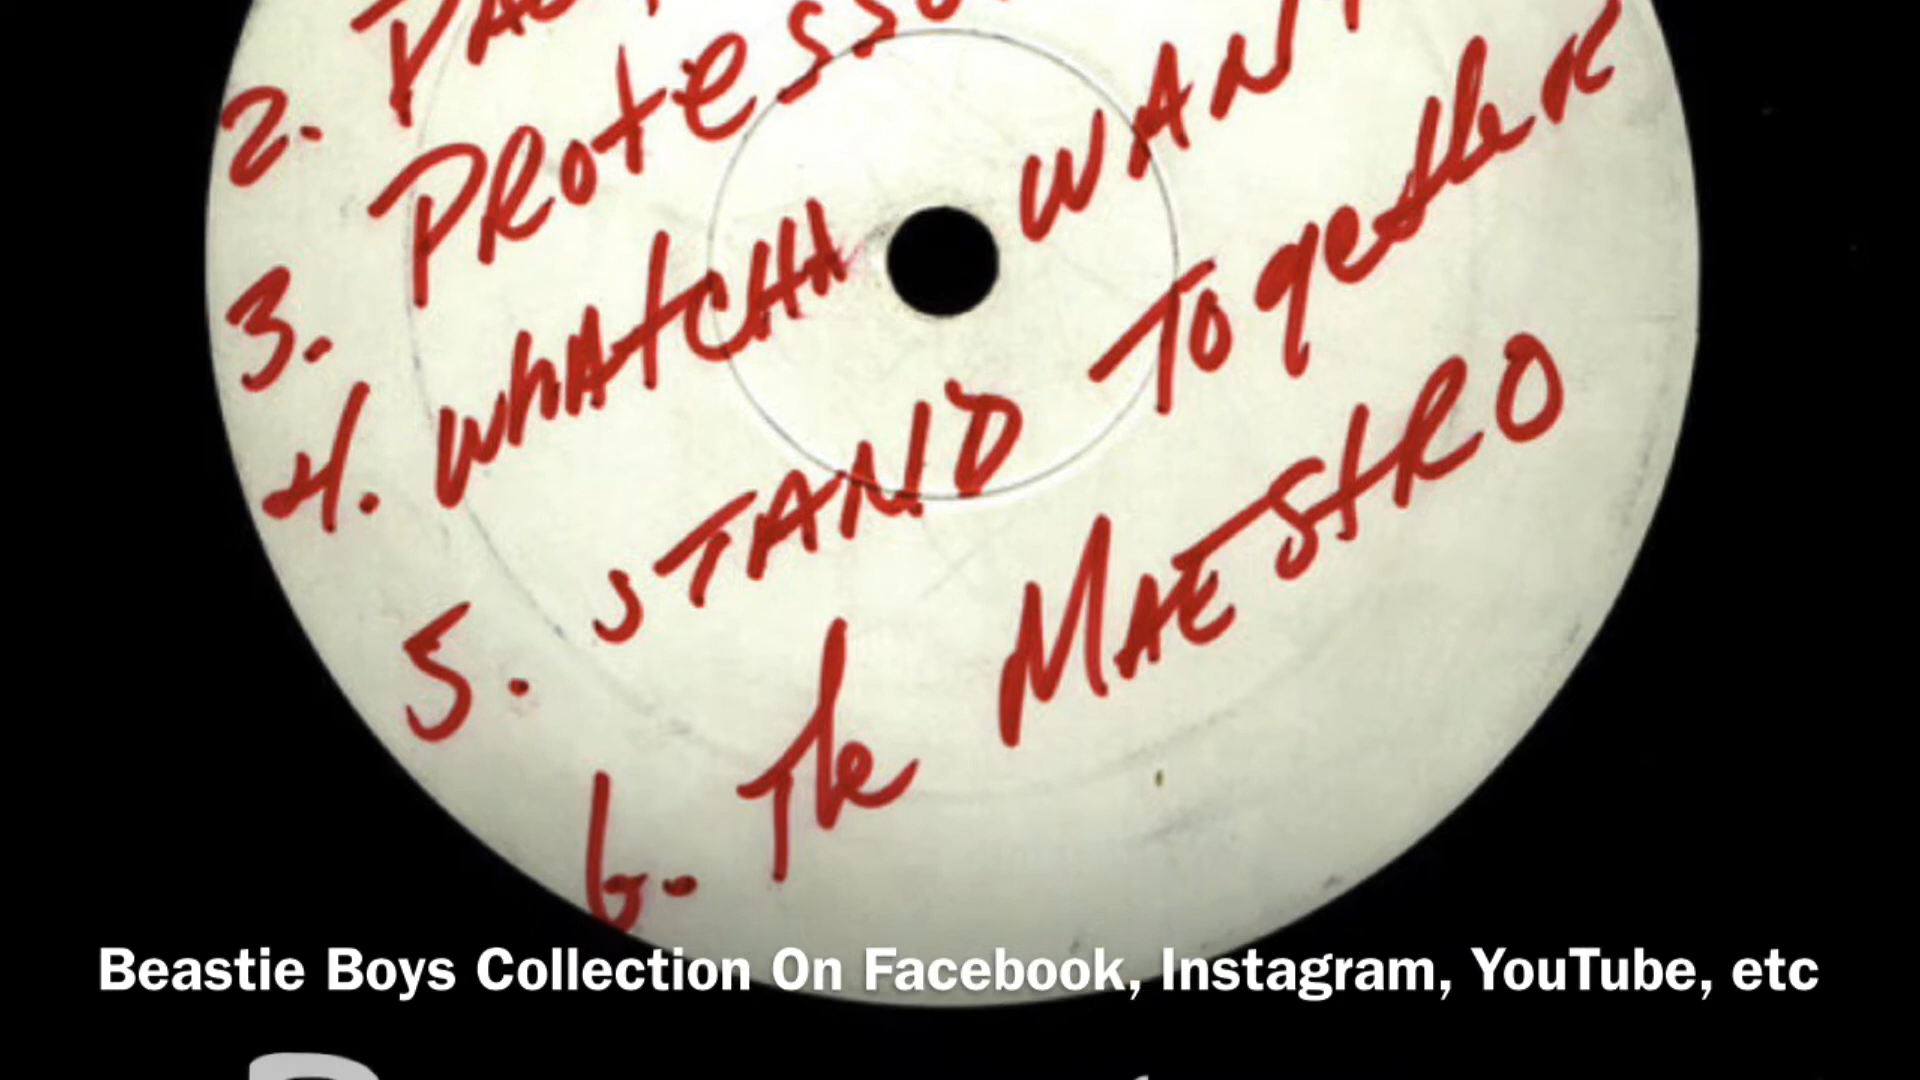 2.
3. PRofessor
4. WhAtCHA WANT
5. STAND Together
6. The MAEStRO
Beastie Boys Collection On Facebook, Instagram, YouTube, etc